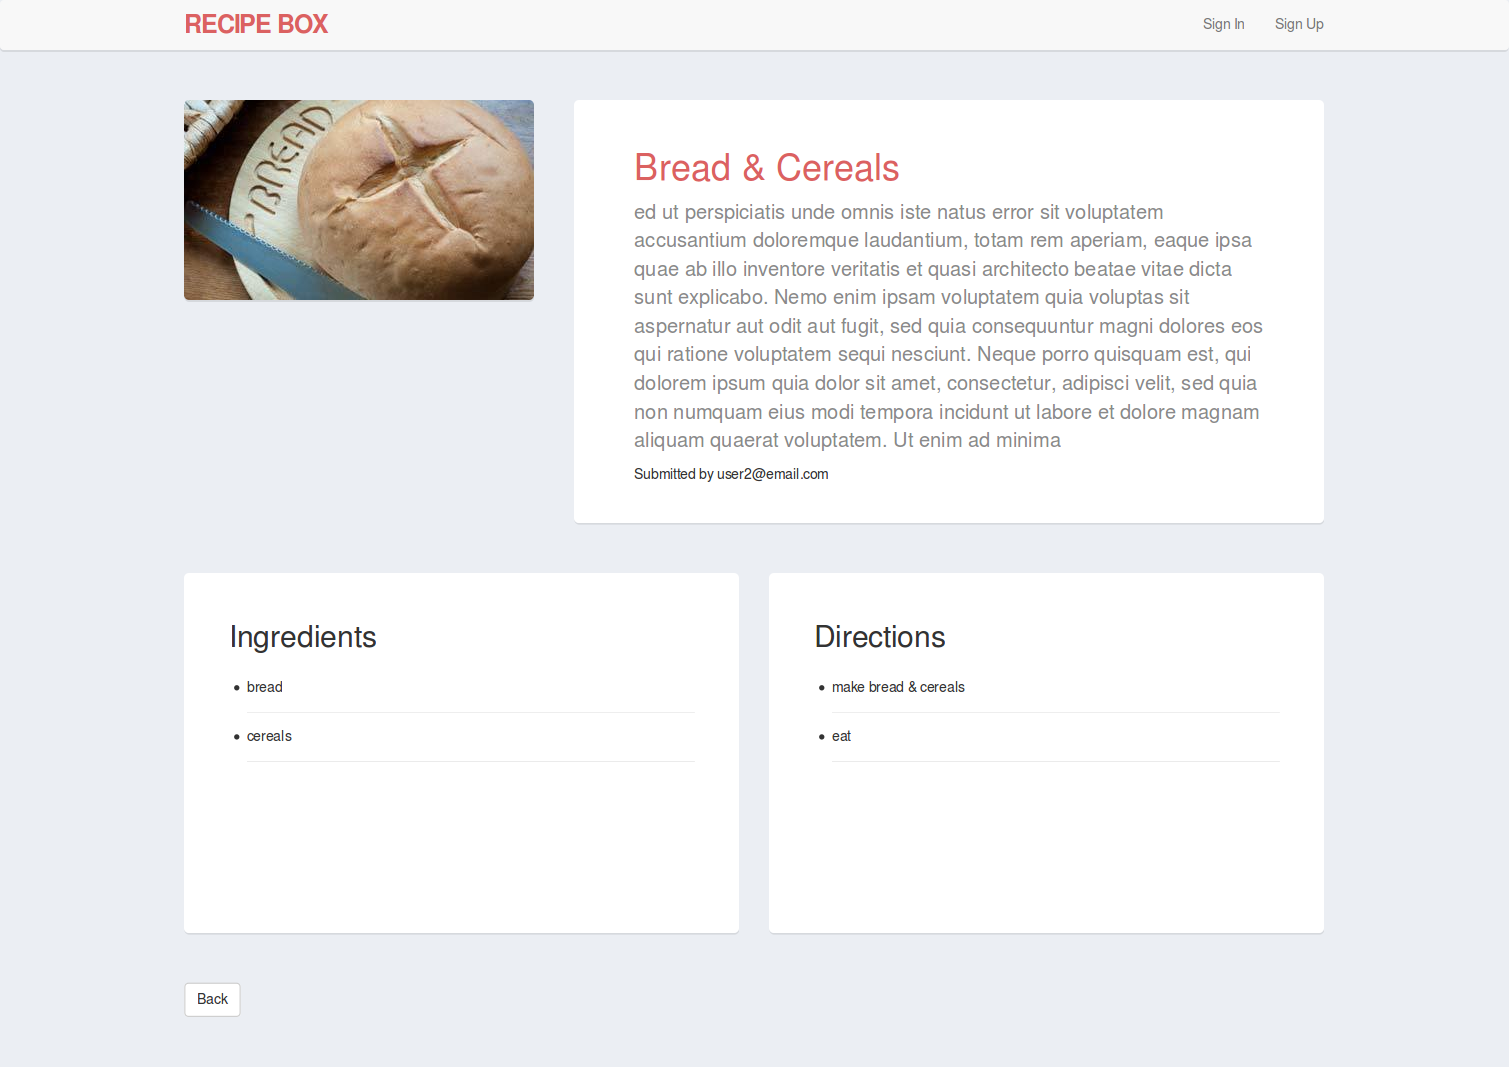 RECIPE BOX
Sign In
Sign Up
BREAD
Bread & Cereals
ed ut perspiciatis unde omnis iste natus error sit voluptatem
accusantium doloremque laudantium, totam rem aperiam, eaque ipsa
quae ab illo inventore veritatis et quasi architecto beatae vitae dicta
sunt explicabo. Nemo enim ipsam voluptatem quia voluptas sit
aspernatur aut odit aut fugit, sed quia consequuntur magni dolores eos
qui ratione voluptatem sequi nesciunt. Neque porro quisquam est, qui
dolorem ipsum quia dolor sit amet, consectetur, adipisci velit, sed quia
non numquam eius modi tempora incidunt ut labore et dolore magnam
aliquam quaerat voluptatem. Ut enim ad minima
Submitted by user2@email.com
Ingredients
• bread
• cereals
Directions
• make bread & cereals
• eat
Back